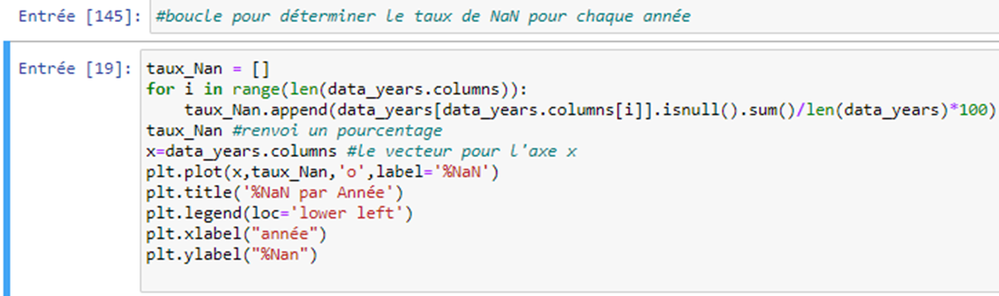 Entrée [145]: #boucle pour déterminer le taux de NaN pour chaque année
Entrée [19]: taux_Nan = []
for i in range(len(data_years.columns)):
    taux_Nan.append(data_years[data_years.columns[i]].isnull().sum()/len(data_years)*100)
taux_Nan #renvoi un pourcentage
x=data_years.columns #le vecteur pour l'axe x
plt.plot(x,taux_Nan,'o',label='%NaN')
plt.title('%NaN par Année')
plt.legend(loc='lower left')
plt.xlabel("année")
plt.ylabel("%Nan")